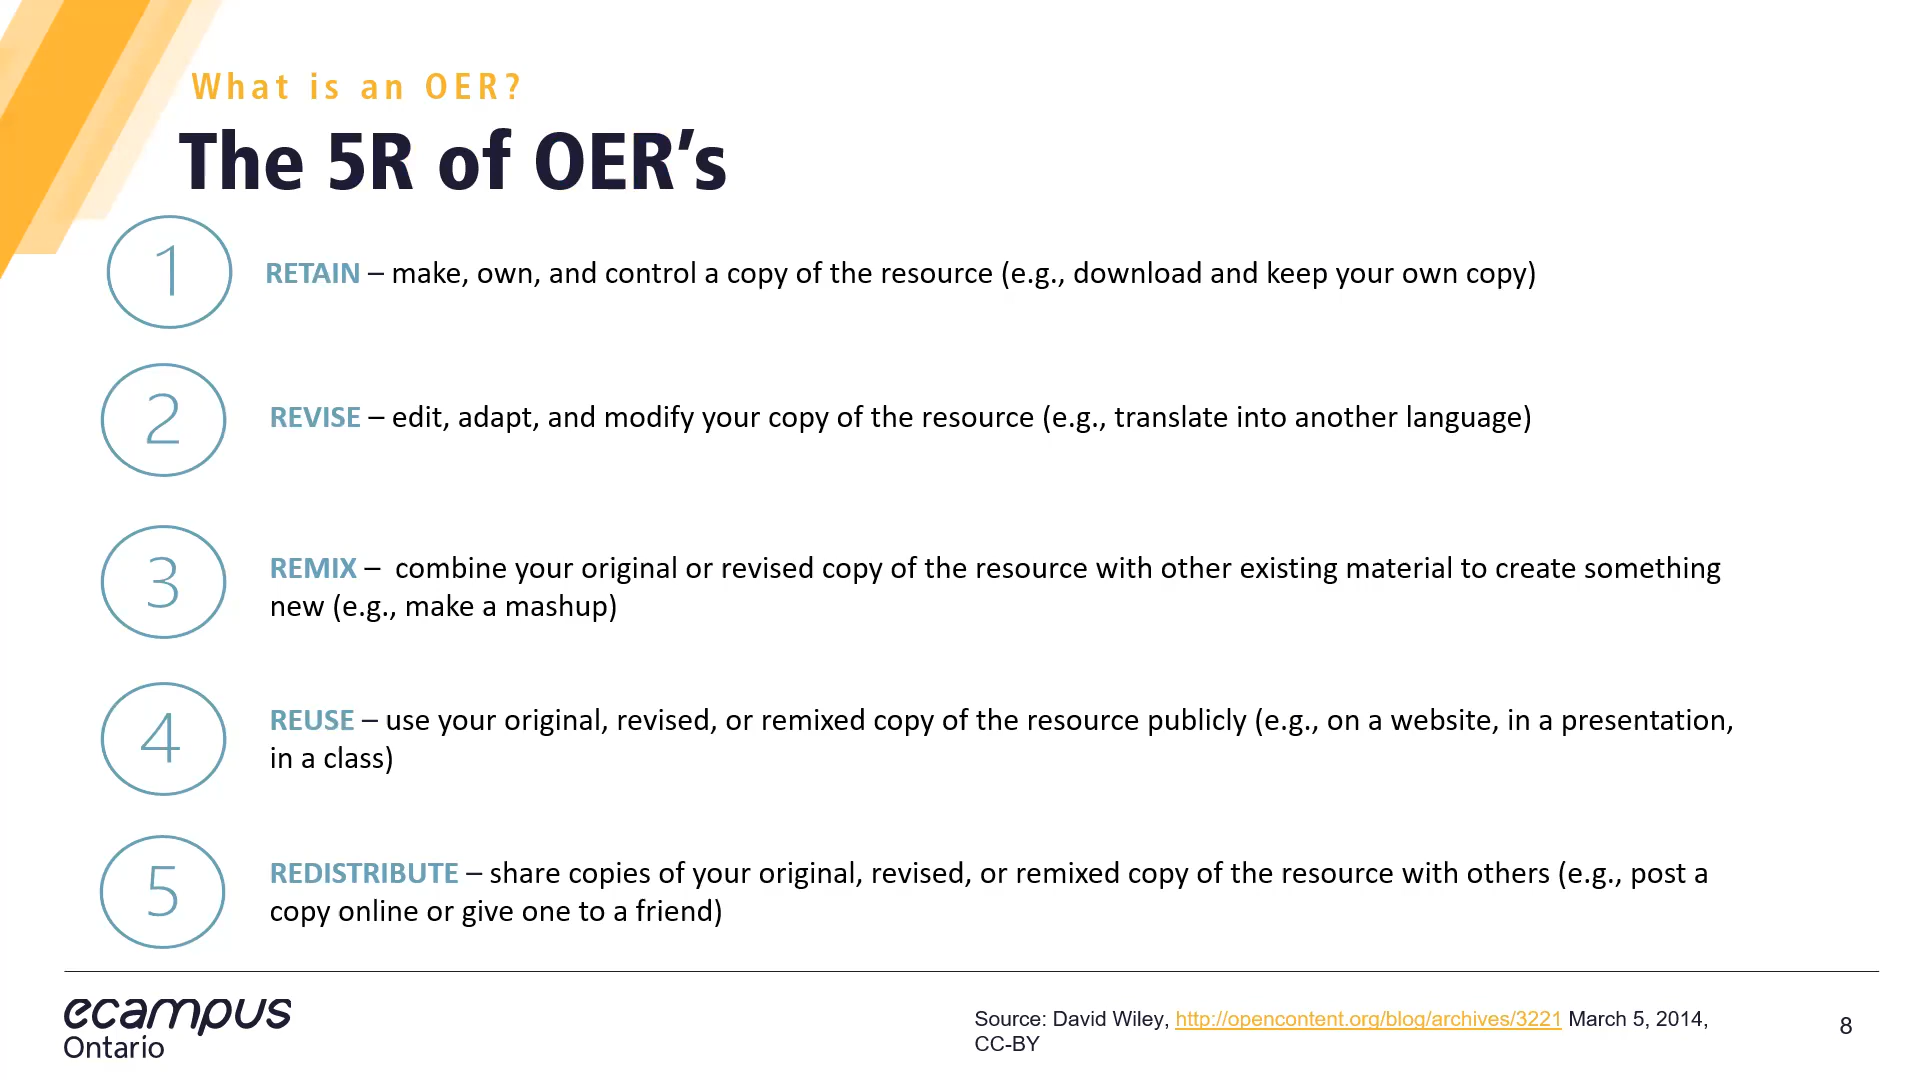 What is an OER?
The 5R of OER’s
1
RETAIN – make, own, and control a copy of the resource (e.g., download and keep your own copy)
2
REVISE – edit, adapt, and modify your copy of the resource (e.g., translate into another language)
3
REMIX –  combine your original or revised copy of the resource with other existing material to create something
new (e.g., make a mashup)
4
REUSE – use your original, revised, or remixed copy of the resource publicly (e.g., on a website, in a presentation,
in a class)
5
REDISTRIBUTE – share copies of your original, revised, or remixed copy of the resource with others (e.g., post a
copy online or give one to a friend)
ecampus
Ontario
Source: David Wiley, http://opencontent.org/blog/archives/3221 March 5, 2014,
CC-BY
8